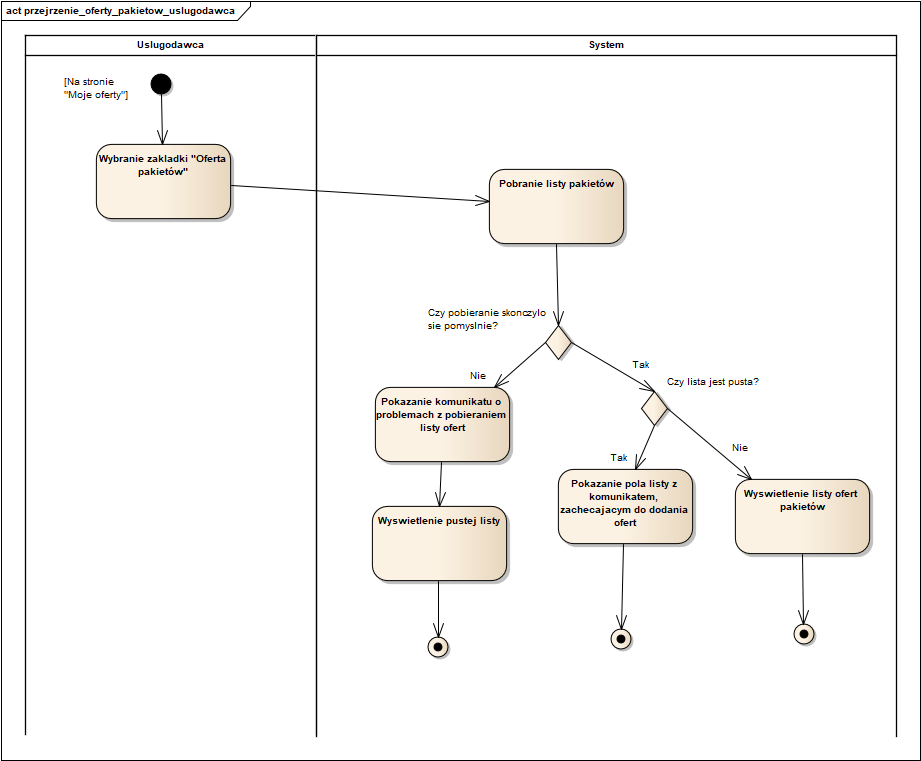 act przejrzenie_oferty_pakietow_uslugodawca
Uslugodawca
System
[Na stronie
"Moje oferty"]
Wybranie zakladki "Oferta
pakietów"
Pobranie listy pakietów
Czy pobieranie skonczylo
sie pomyslnie?
Tak
Nie
Czy lista jest pusta?
Pokazanie komunikatu o
problemach z pobieraniem
listy ofert
Nie
Tak
Pokazanie pola listy z
komunikatem,
zachecajacym do dodania
ofert
Wyswietlenie listy ofert
pakietów
Wyswietlenie pustej listy